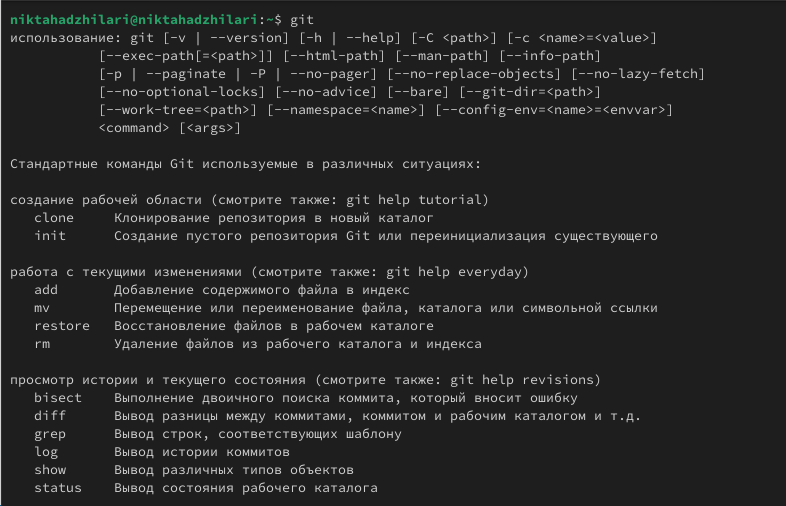 niktahadzhilari@niktahadzhilari:~$ git
использование: git [-v | --version] [-h | --help] [-C <path>] [-c <name>=<value>]
           [--exec-path[=<path>]] [--html-path] [--man-path] [--info-path]
           [-p | --paginate | -P | --no-pager] [--no-replace-objects] [--no-lazy-fetch]
           [--no-optional-locks] [--no-advice] [--bare] [--git-dir=<path>]
           [--work-tree=<path>] [--namespace=<name>] [--config-env=<name>=<envvar>]
           <command> [<args>]

Стандартные команды Git используемые в различных ситуациях:

создание рабочей области (смотрите также: git help tutorial)
   clone     Клонирование репозитория в новый каталог
   init      Создание пустого репозитория Git или переинициализация существующего

работа с текущими изменениями (смотрите также: git help everyday)
   add       Добавление содержимого файла в индекс
   mv        Перемещение или переименование файла, каталога или символьной ссылки
   restore   Восстановление файлов в рабочем каталоге
   rm        Удаление файлов из рабочего каталога и индекса

просмотр истории и текущего состояния (смотрите также: git help revisions)
   bisect    Выполнение двоичного поиска коммита, который вносит ошибку
   diff      Вывод разницы между коммитами, коммитом и рабочим каталогом и т.д.
   grep      Вывод строк, соответствующих шаблону
   log       Вывод истории коммитов
   show      Вывод различных типов объектов
   status    Вывод состояния рабочего каталога